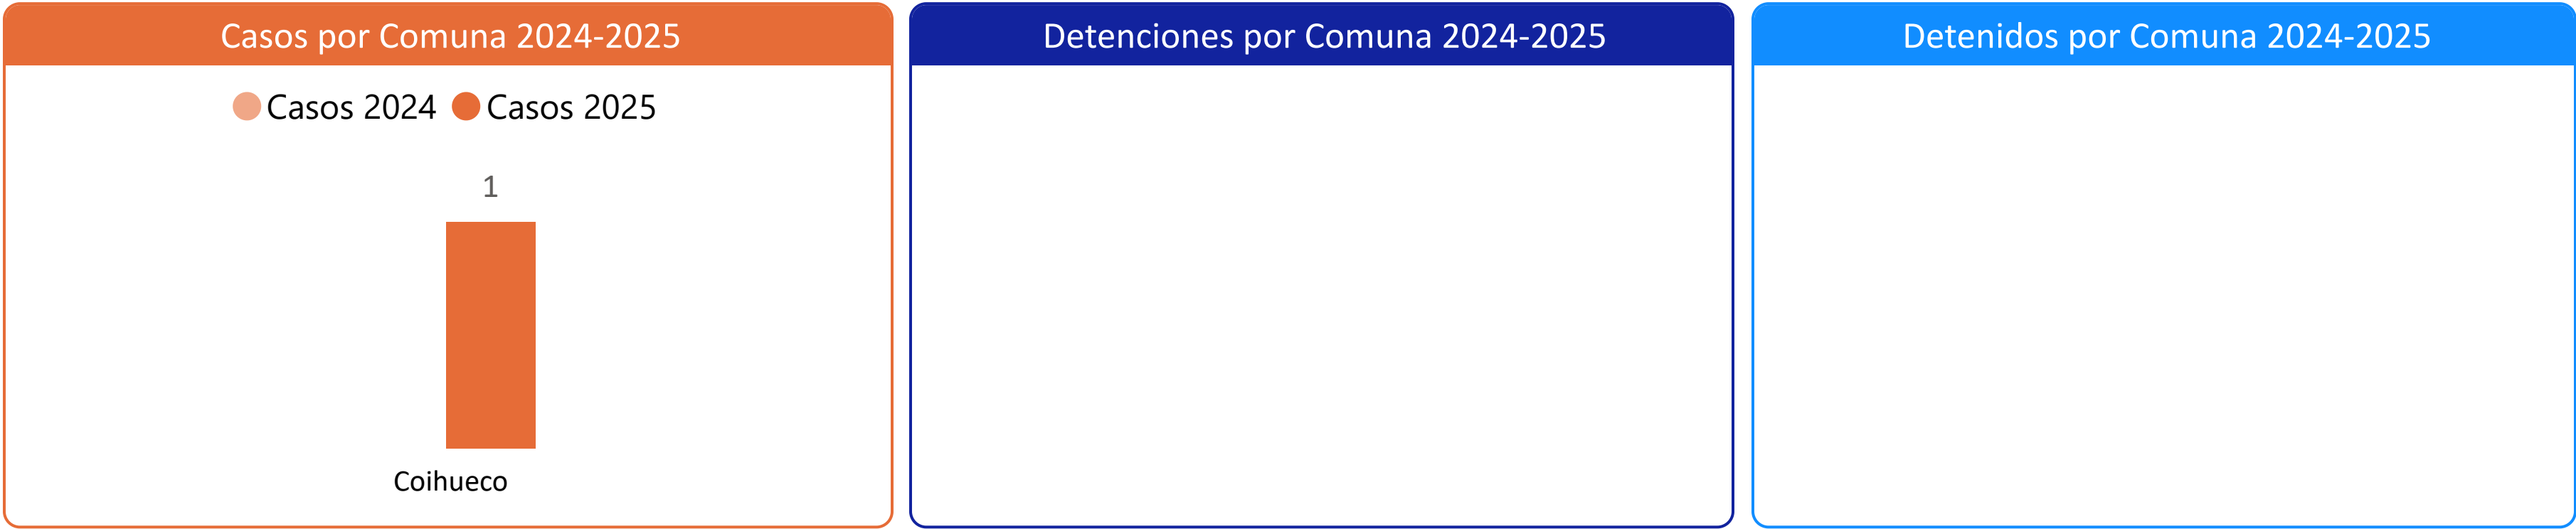 Casos por Comuna 2024-2025
Casos 2024 Casos 2025
1
Coihueco
Detenciones por Comuna 2024-2025
Detenidos por Comuna 2024-2025